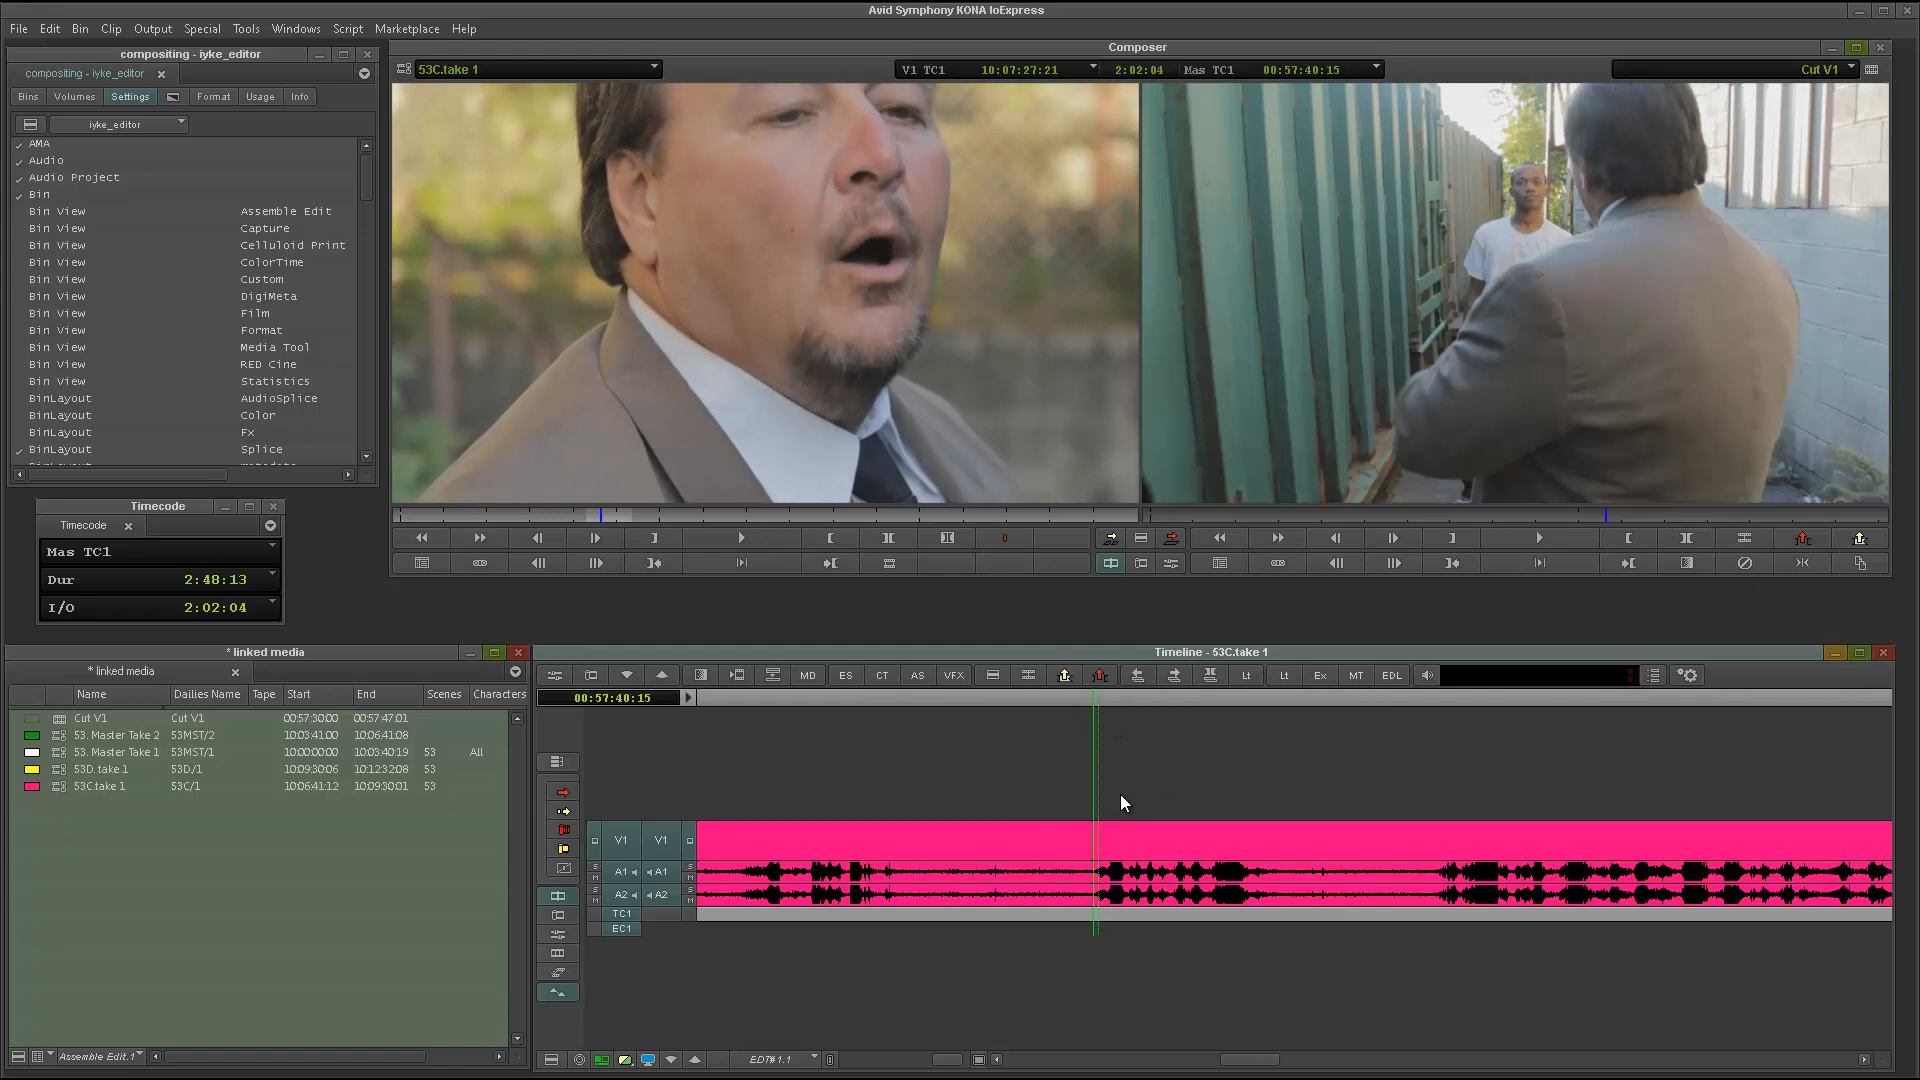 Avid Symphony KONA IoExpress
File Edit Bin Clip Output Special Tools Windows Script Marketplace Help
compositing - iyke_editor
compositing - iyke_editor
Bins Volumes Settings Format Usage Info
iyke_editor
AMA
Audio
Audio Project
Bin
Bin View Assemble Edit
Bin View Capture
Bin View Celluloid Print
Bin View ColorTime
Bin View Custom
Bin View DigiMeta
Bin View Film
Bin View Format
Bin View Media Tool
Bin View RED Cine
Bin View Statistics
BinLayout AudioSplice
BinLayout Color
BinLayout Fx
BinLayout Splice
Composer
53C.take 1
V1 TC1 10:07:27:21 2:02:04 Mas TC1 00:57:40:15
Cut V1
Timecode
Timecode
Mas TC1
Dur 2:48:13
I/O 2:02:04
* linked media
* linked media
Name Dailies Name Tape Start End Scenes Characters
Cut V1 Cut V1 00:57:30:00 00:57:47:01
53. Master Take 2 53MST/2 10:03:41:00 10:06:41:08
53. Master Take 1 53MST/1 10:00:00:00 10:03:40:19 53 All
53D. take 1 53D/1 10:09:30:06 10:12:32:08 53
53C.take 1 53C/1 10:06:41:12 10:09:30:01 53
Assemble Edit.1
Timeline - 53C.take 1
MD ES CT AS VFX Lt Lt Ex MT EDL
00:57:40:15
V1 V1
A1 A1 S M
A2 A2 S M
TC1
EC1
EDT# 1.1